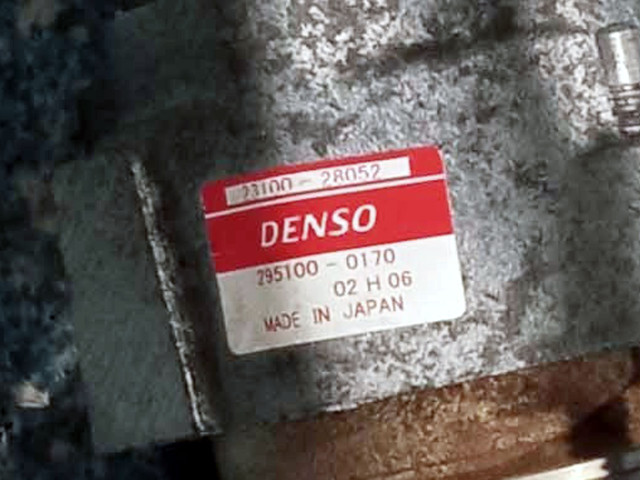 23100-28052
DENSO
295100-0170
02 H 06
MADE IN JAPAN